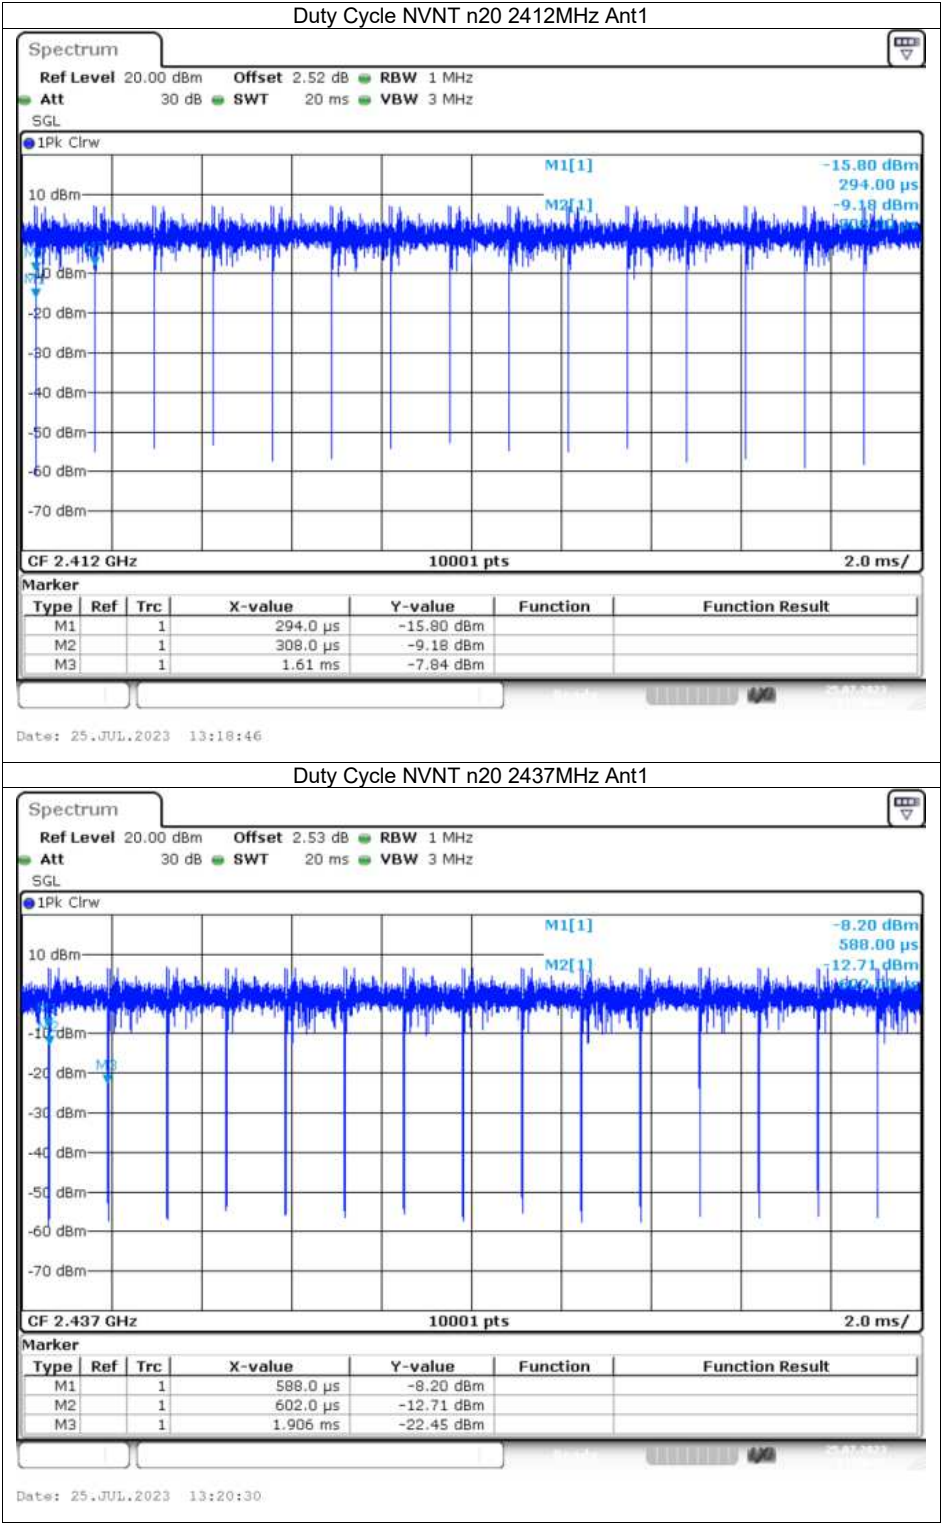 Duty Cycle NVNT n20 2412MHz Ant1
Spectrum
Ref Level 20.00 dBm Offset 2.52 dB RBW 1 MHz
Att 30 dB SWT 20 ms VBW 3 MHz
SGL
1Pk Clrw
M1[1] -15.80 dBm
294.00 µs
10 dBm
M2[1] -9.18 dBm
-20 dBm
-30 dBm
-40 dBm
-50 dBm
-60 dBm
-70 dBm
CF 2.412 GHz 10001 pts 2.0 ms/
Marker
Type Ref Trc X-value Y-value Function Function Result
M1 1 294.0 µs -15.80 dBm
M2 1 308.0 µs -9.18 dBm
M3 1 1.61 ms -7.84 dBm
Date: 25.JUL.2023 13:18:46
Duty Cycle NVNT n20 2437MHz Ant1
Spectrum
Ref Level 20.00 dBm Offset 2.53 dB RBW 1 MHz
Att 30 dB SWT 20 ms VBW 3 MHz
SGL
1Pk Clrw
M1[1] -8.20 dBm
588.00 µs
10 dBm
M2[1] -12.71 dBm
-10 dBm
M3
-20 dBm
-30 dBm
-40 dBm
-50 dBm
-60 dBm
-70 dBm
CF 2.437 GHz 10001 pts 2.0 ms/
Marker
Type Ref Trc X-value Y-value Function Function Result
M1 1 588.0 µs -8.20 dBm
M2 1 602.0 µs -12.71 dBm
M3 1 1.906 ms -22.45 dBm
Date: 25.JUL.2023 13:20:30